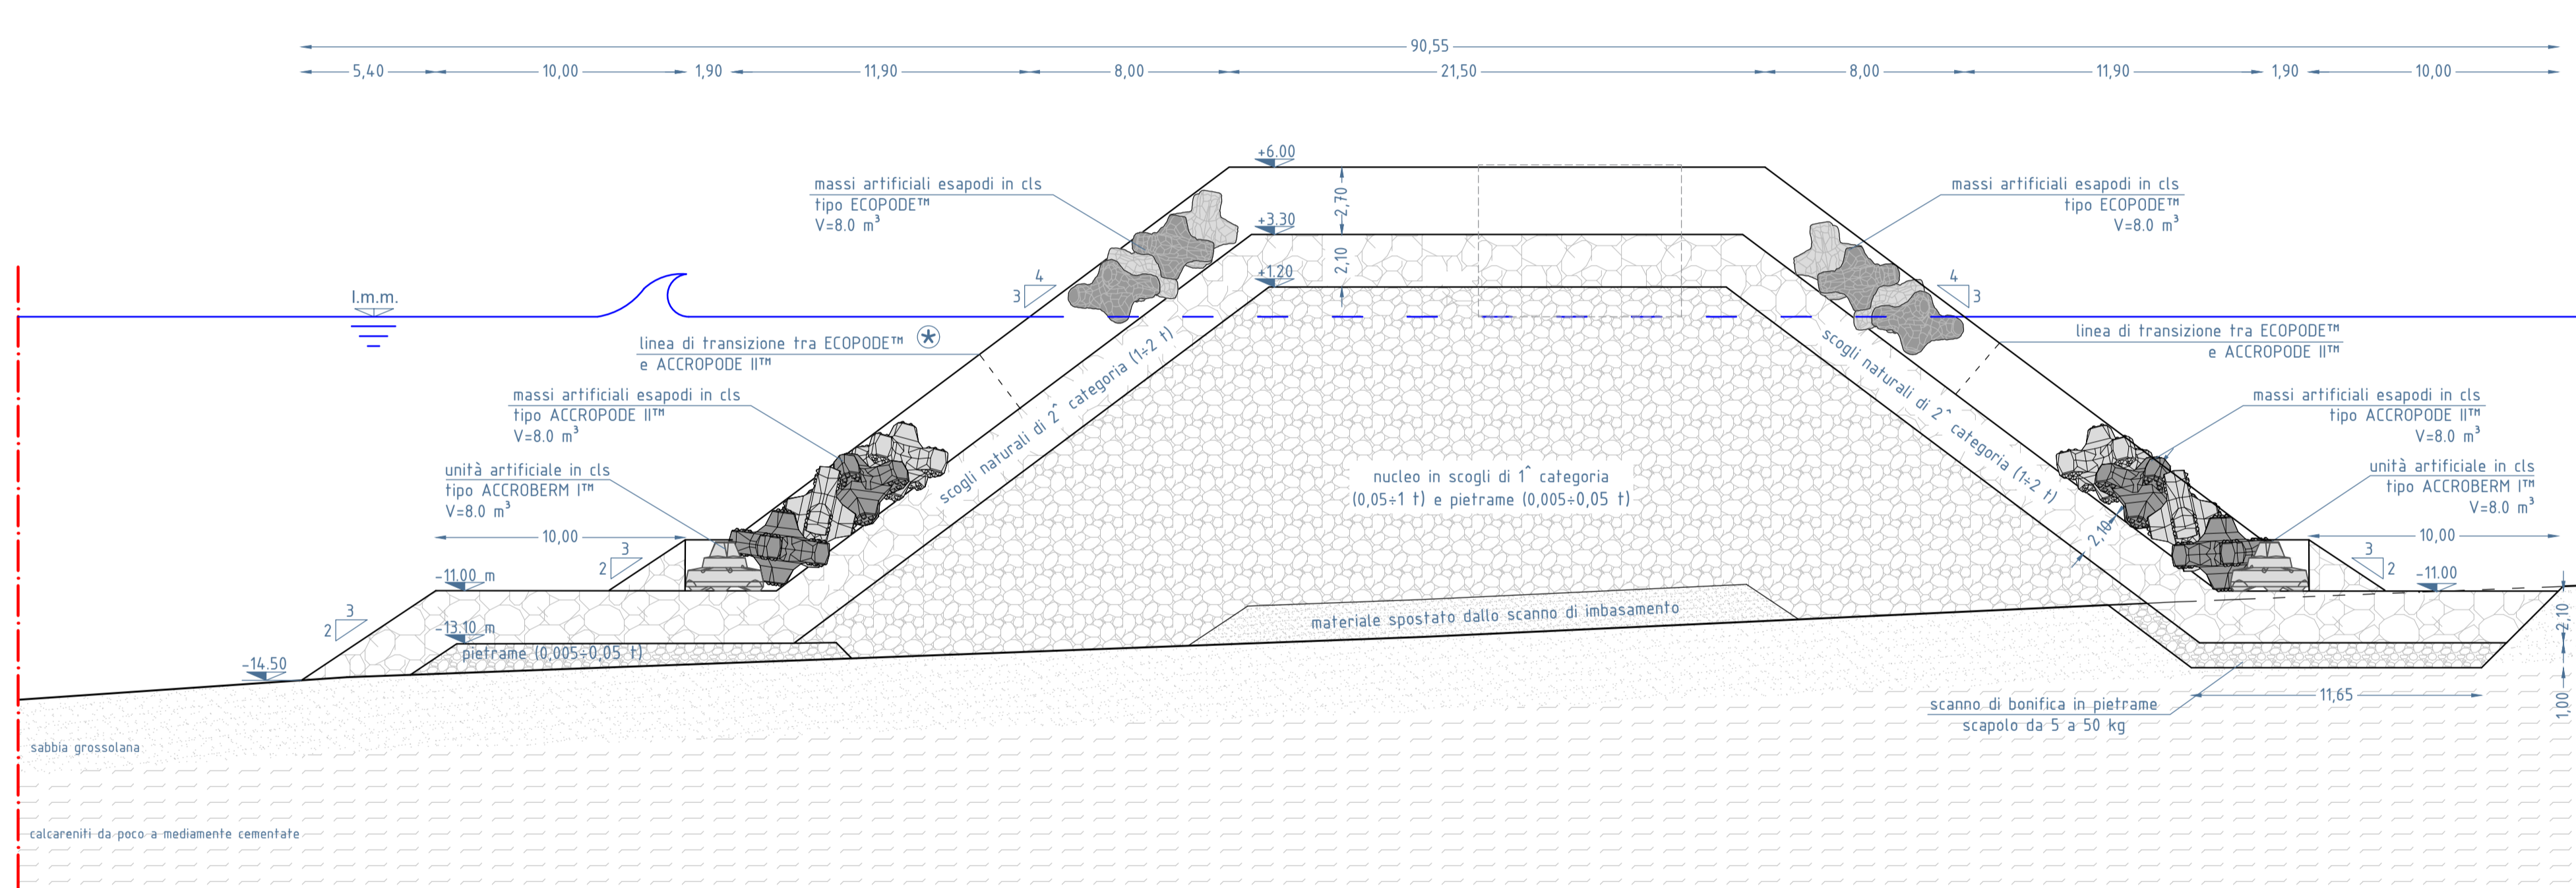 90,55
5,40 10,00 1,90 11,90 8,00 21,50 8,00 11,90 1,90 10,00
+6.00
massi artificiali esapodi in cls
tipo ECOPODE™
V=8.0 m³
2,70
massi artificiali esapodi in cls
tipo ECOPODE™
V=8.0 m³
+3.30
2,10
+1.20
4
3
4
3
l.m.m.
linea di transizione tra ECOPODE™ *
e ACCROPODE II™
linea di transizione tra ECOPODE™
e ACCROPODE II™
scogli naturali di 2^ categoria (1÷2 t)
scogli naturali di 2^ categoria (1÷2 t)
massi artificiali esapodi in cls
tipo ACCROPODE II™
V=8.0 m³
massi artificiali esapodi in cls
tipo ACCROPODE II™
V=8.0 m³
unità artificiale in cls
tipo ACCROBERM I™
V=8.0 m³
nucleo in scogli di 1^ categoria
(0,05÷1 t) e pietrame (0,005÷0,05 t)
unità artificiale in cls
tipo ACCROBERM I™
V=8.0 m³
10,00
2,10
10,00
3
2
3
2
-11.00 m
-11.00
3
2
materiale spostato dallo scanno di imbasamento
2,10
-13.10 m
pietrame (0,005÷0,05 t)
-14.50
11,65
1,00
scanno di bonifica in pietrame
scapolo da 5 a 50 kg
sabbia grossolana
calcareniti da poco a mediamente cementate